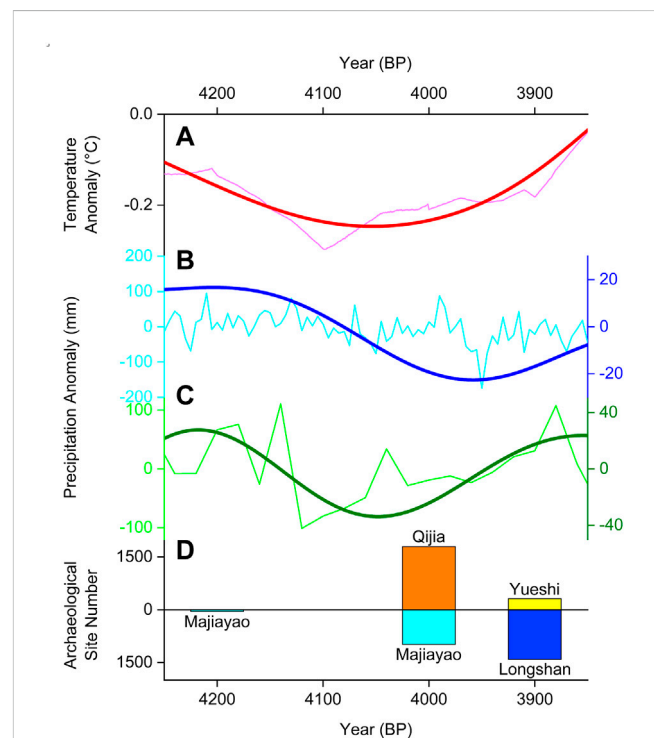 Year (BP)
4200 4100 4000 3900
0.0
A
Temperature
Anomaly (°C)
-0.2
200
B
20
100
Precipitation Anomaly (mm)
0
0
-100
-20
-200
C
100
40
0
0
-100
-40
D
Qijia
1500
Archaeological
Site Number
Yueshi
0
Majiayao
Majiayao
1500
Longshan
4200 4100 4000 3900
Year (BP)